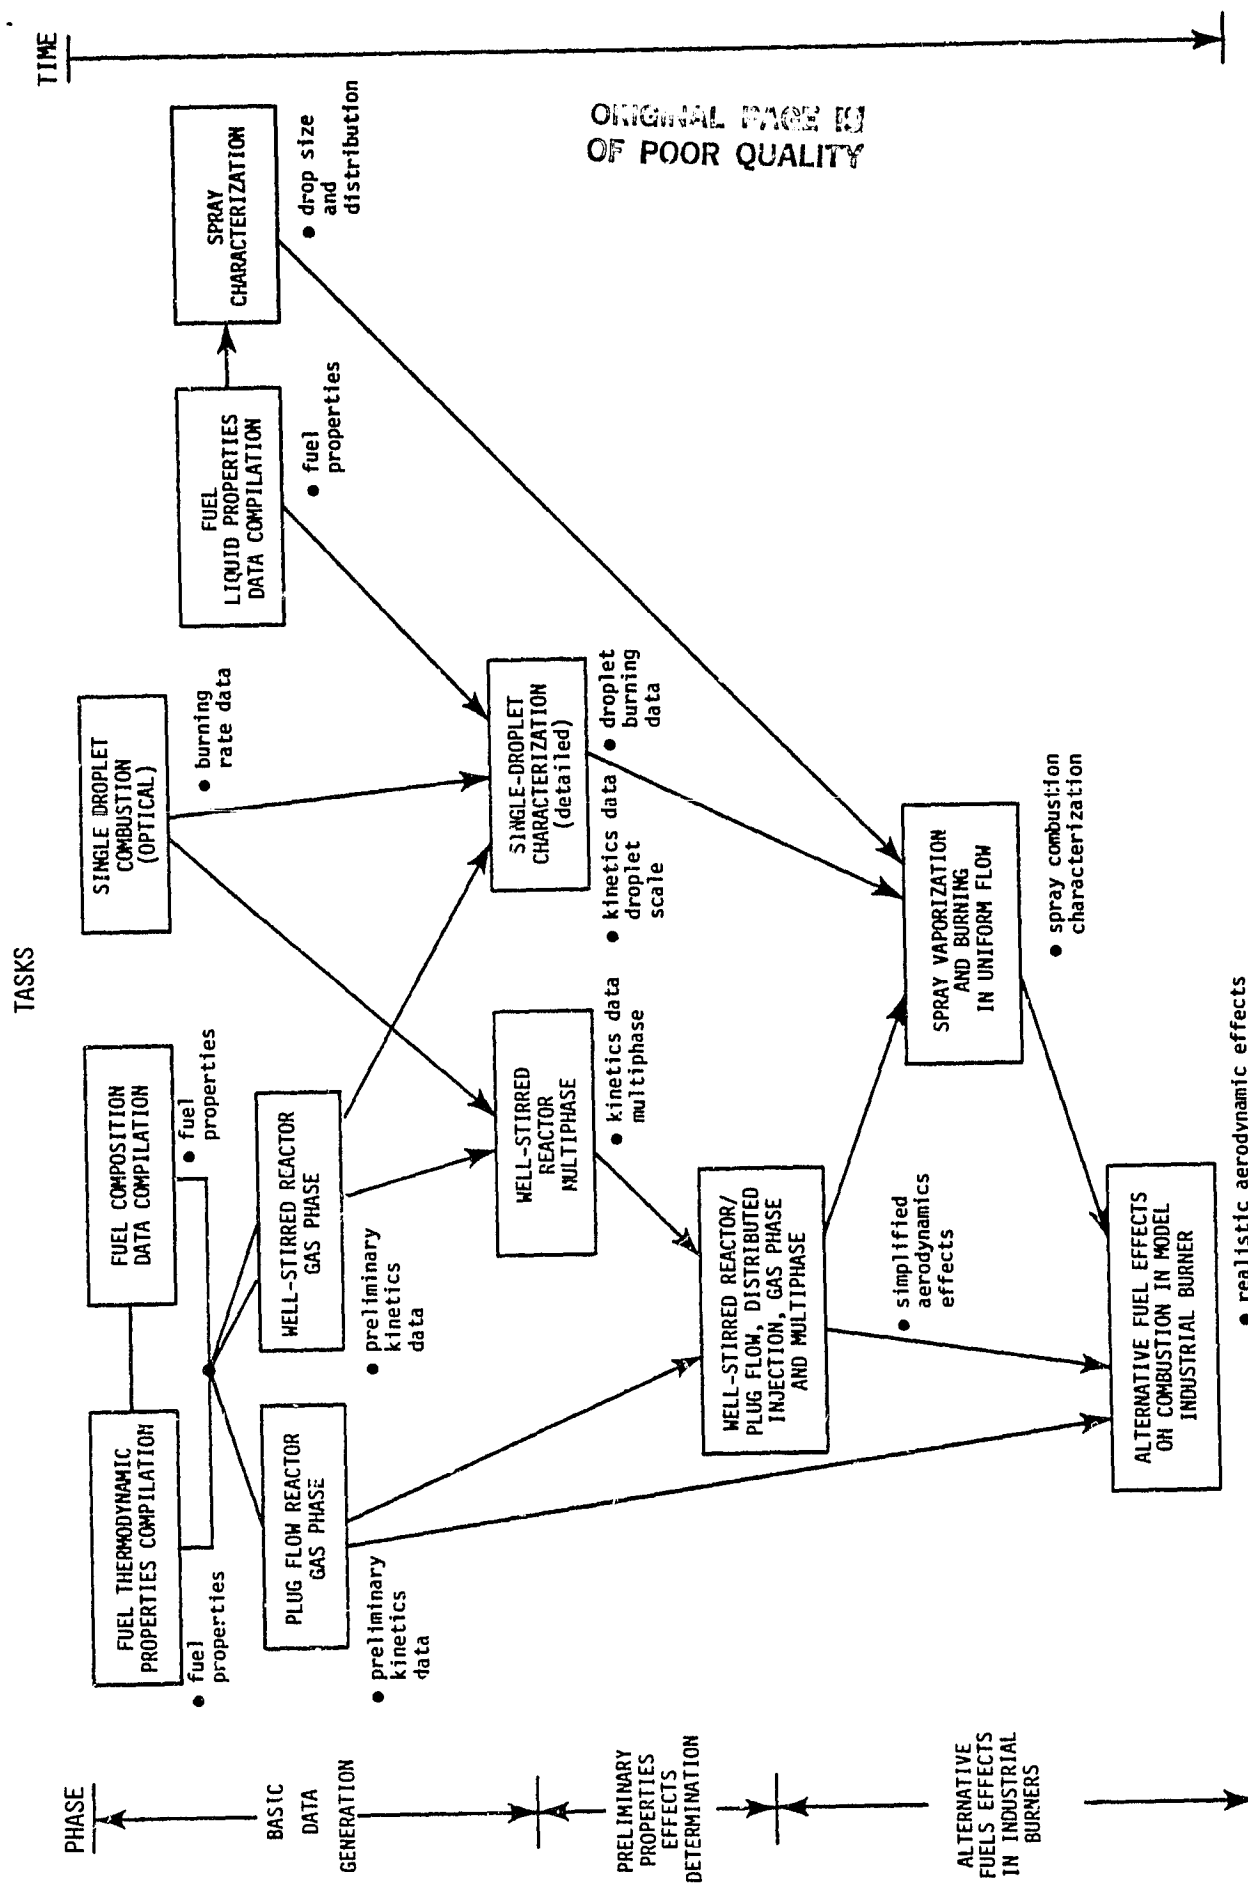 TASKS
PHASE
TIME
FUEL THERMODYNAMIC
PROPERTIES COMPILATION
● fuel
properties
FUEL COMPOSITION
DATA COMPILATION
● fuel
properties
SINGLE DROPLET
COMBUSTION
(OPTICAL)
● burning
rate data
FUEL
LIQUID PROPERTIES
DATA COMPILATION
● fuel
properties
SPRAY
CHARACTERIZATION
● drop size
and
distribution
BASIC
DATA
GENERATION
PLUG FLOW REACTOR
GAS PHASE
● preliminary
kinetics
data
WELL-STIRRED REACTOR
GAS PHASE
● preliminary
kinetics
data
WELL-STIRRED
REACTOR
MULTIPHASE
● kinetics data
multiphase
SINGLE-DROPLET
CHARACTERIZATION
(detailed)
● kinetics data
droplet
scale
● droplet
burning
data
PRELIMINARY
PROPERTIES
EFFECTS
DETERMINATION
WELL-STIRRED REACTOR/
PLUG FLOW, DISTRIBUTED
INJECTION, GAS PHASE
AND MULTIPHASE
● simplified
aerodynamics
effects
SPRAY VAPORIZATION
AND BURNING
IN UNIFORM FLOW
● spray combustion
characterization
ALTERNATIVE
FUELS EFFECTS
IN INDUSTRIAL
BURNERS
ALTERNATIVE FUEL EFFECTS
ON COMBUSTION IN MODEL
INDUSTRIAL BURNER
● realistic aerodynamic effects
ORIGINAL PAGE IS
OF POOR QUALITY